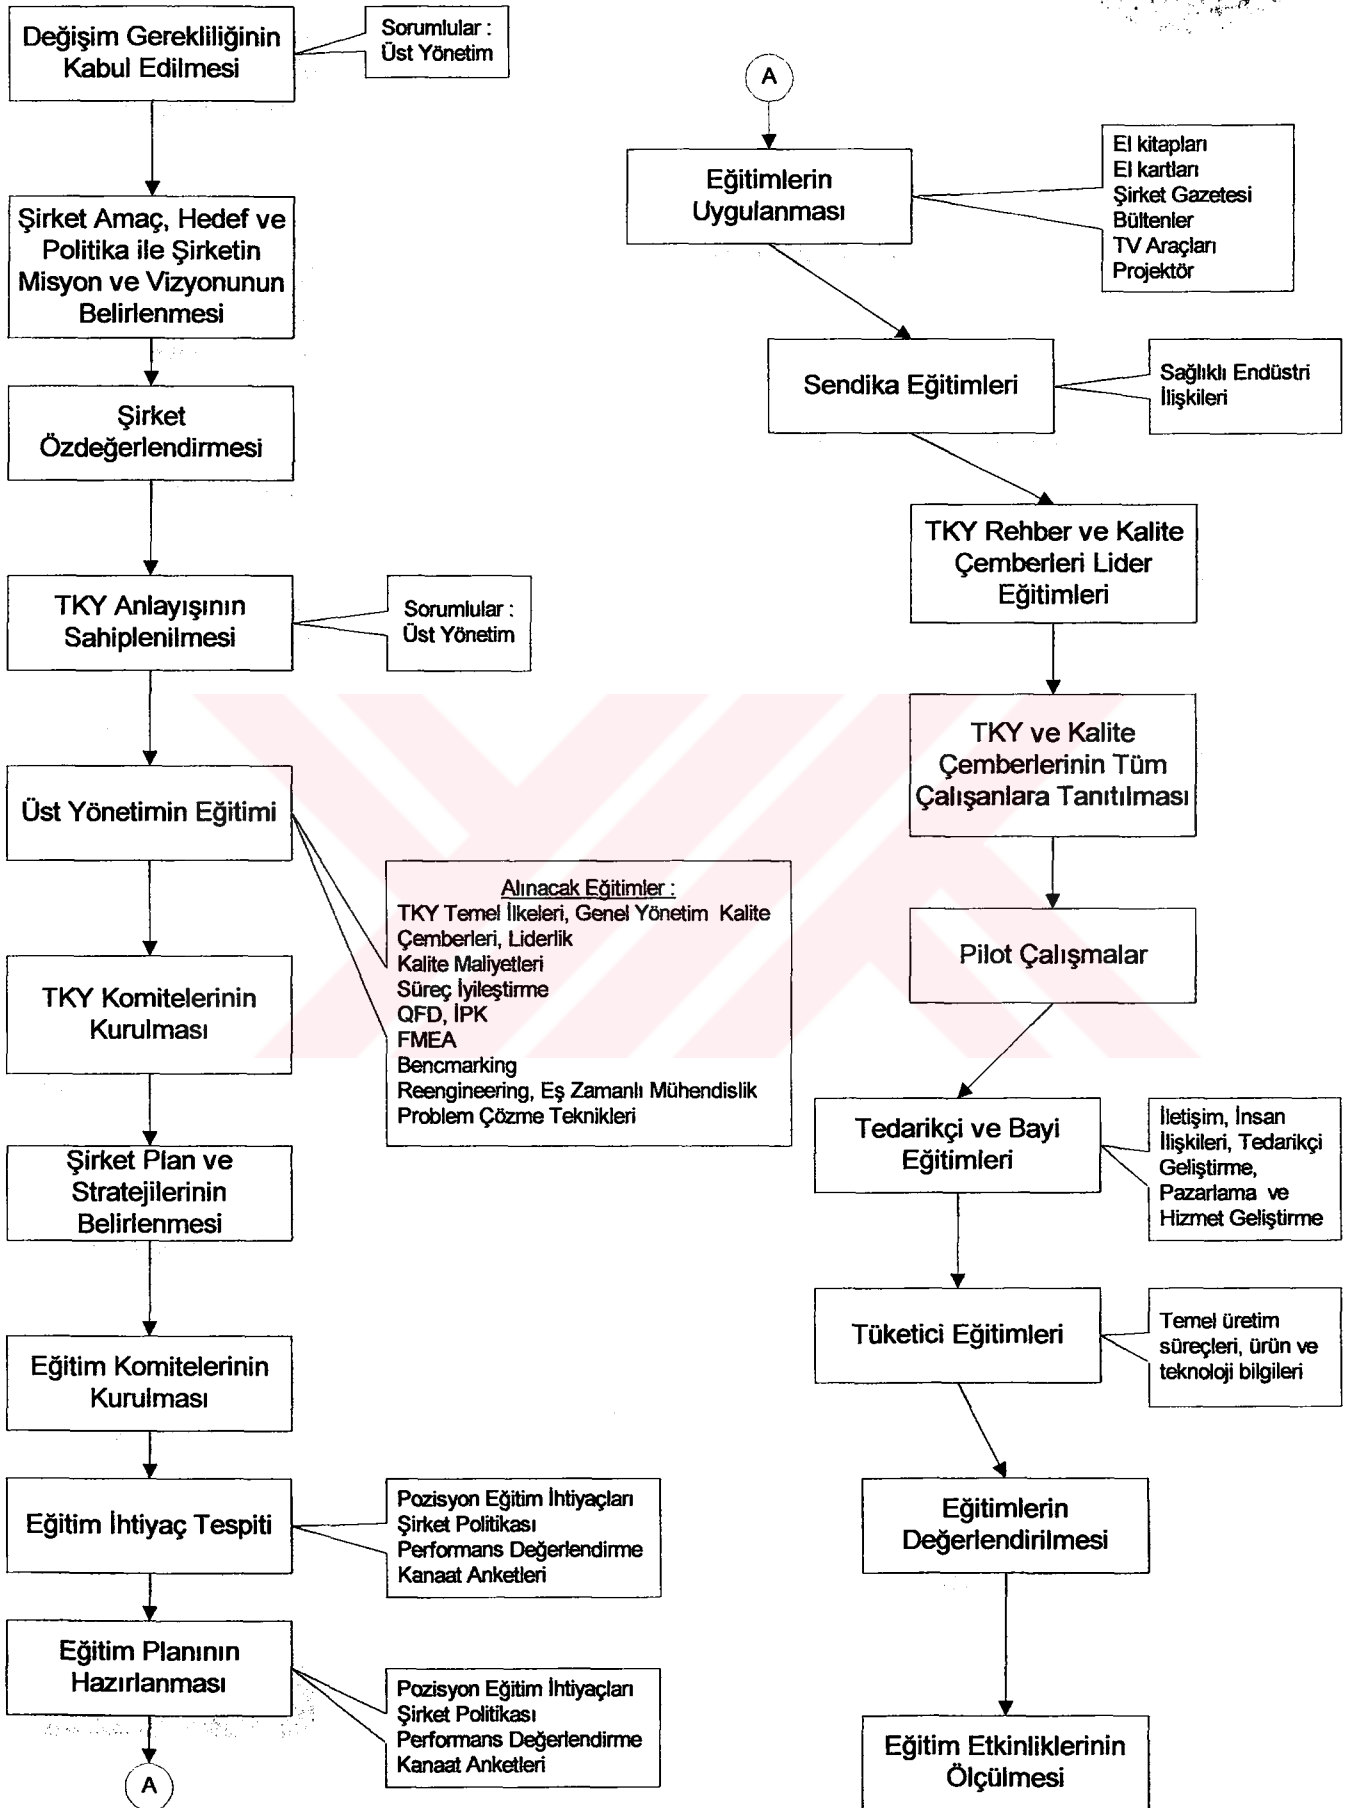 Değişim Gerekliliğinin
Kabul Edilmesi
Sorumlular :
Üst Yönetim
Şirket Amaç, Hedef ve
Politika ile Şirketin
Misyon ve Vizyonunun
Belirlenmesi
Şirket
Özdeğerlendirmesi
TKY Anlayışının
Sahiplenilmesi
Sorumlular :
Üst Yönetim
Üst Yönetimin Eğitimi
Alınacak Eğitimler :
TKY Temel İlkeleri, Genel Yönetim Kalite
Çemberleri, Liderlik
Kalite Maliyetleri
Süreç İyileştirme
QFD, İPK
FMEA
Bencmarking
Reengineering, Eş Zamanlı Mühendislik
Problem Çözme Teknikleri
TKY Komitelerinin
Kurulması
Şirket Plan ve
Stratejilerinin
Belirlenmesi
Eğitim Komitelerinin
Kurulması
Eğitim İhtiyaç Tespiti
Pozisyon Eğitim İhtiyaçları
Şirket Politikası
Performans Değerlendirme
Kanaat Anketleri
Eğitim Planının
Hazırlanması
Pozisyon Eğitim İhtiyaçları
Şirket Politikası
Performans Değerlendirme
Kanaat Anketleri
A
A
Eğitimlerin
Uygulanması
El kitapları
El kartları
Şirket Gazetesi
Bültenler
TV Araçları
Projektör
Sendika Eğitimleri
Sağlıklı Endüstri
İlişkileri
TKY Rehber ve Kalite
Çemberleri Lider
Eğitimleri
TKY ve Kalite
Çemberlerinin Tüm
Çalışanlara Tanıtılması
Pilot Çalışmalar
Tedarikçi ve Bayi
Eğitimleri
İletişim, İnsan
İlişkileri, Tedarikçi
Geliştirme,
Pazarlama ve
Hizmet Geliştirme
Tüketici Eğitimleri
Temel üretim
süreçleri, ürün ve
teknoloji bilgileri
Eğitimlerin
Değerlendirilmesi
Eğitim Etkinliklerinin
Ölçülmesi